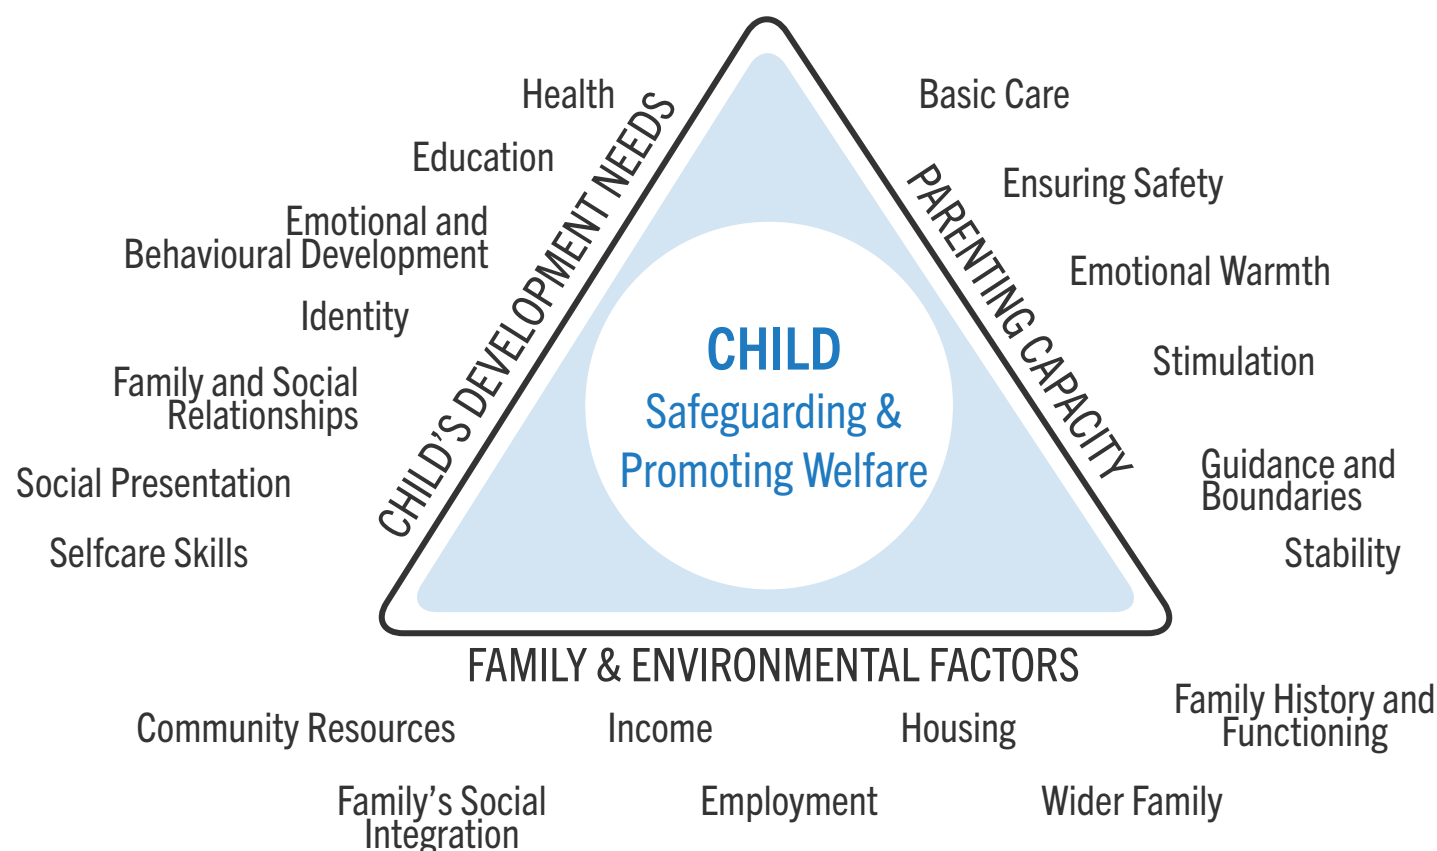 Health
Education
Emotional and
Behavioural Development
Identity
Family and Social
Relationships
Social Presentation
Selfcare Skills
CHILD'S DEVELOPMENT NEEDS
CHILD
Safeguarding &
Promoting Welfare
PARENTING CAPACITY
Basic Care
Ensuring Safety
Emotional Warmth
Stimulation
Guidance and
Boundaries
Stability
FAMILY & ENVIRONMENTAL FACTORS
Community Resources
Income
Housing
Family History and
Functioning
Family’s Social
Integration
Employment
Wider Family